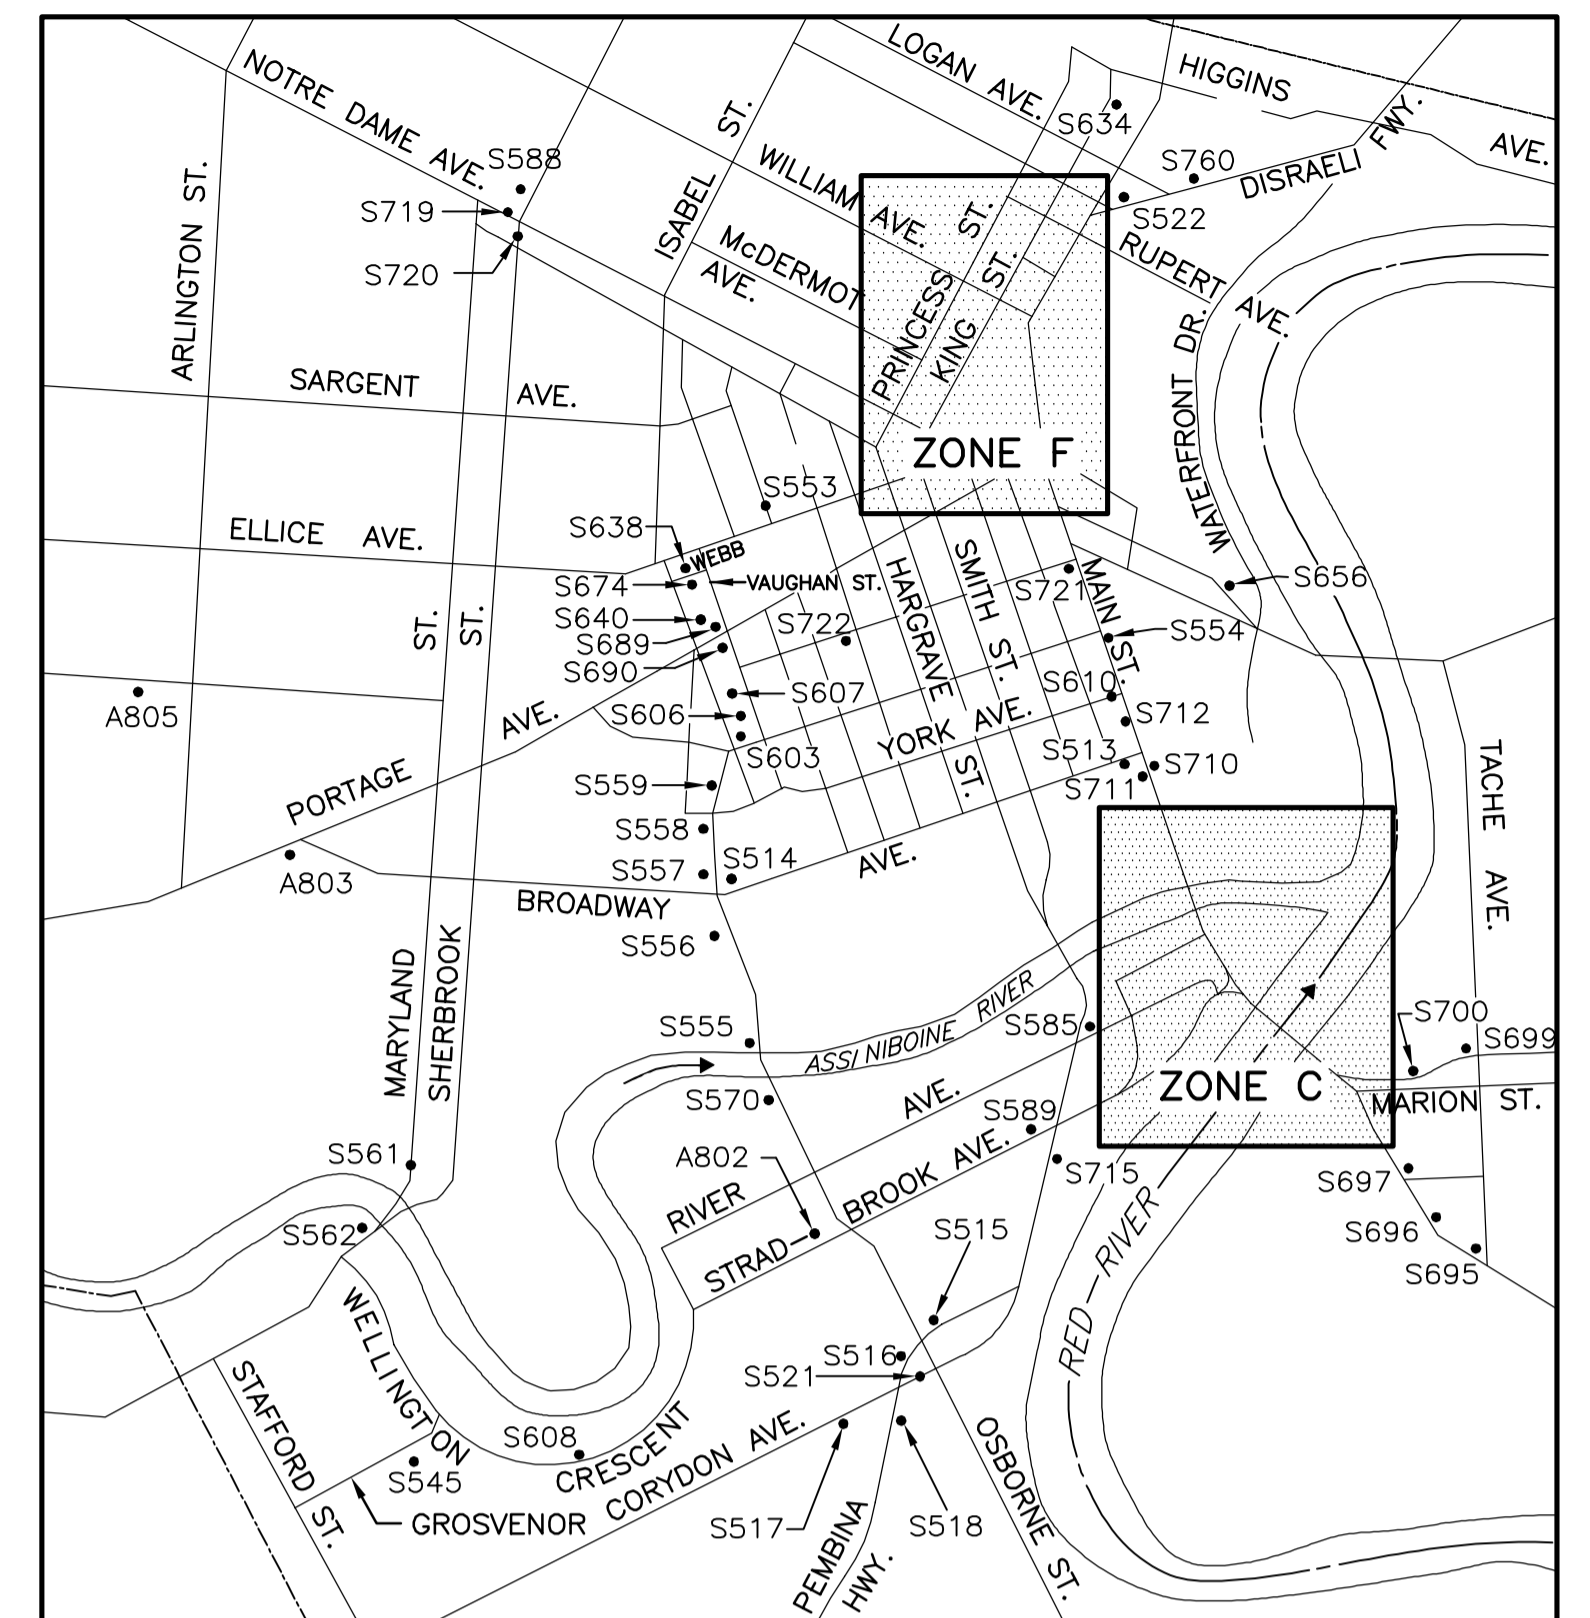 LOGAN AVE.
HIGGINS
AVE.
NOTRE DAME AVE.
ISABEL ST.
S634
FWY.
DISRAELI
S588
S760
WILLIAM AVE.
ARLINGTON ST.
S719
S522
PRINCESS ST.
KING ST.
RUPERT AVE.
McDERMOT
AVE.
S720
WATERFRONT DR.
SARGENT AVE.
ZONE F
S553
ELLICE AVE.
S638
WEBB
S674
VAUGHAN ST.
HARGRAVE ST.
SMITH ST.
MAIN ST.
S721
S656
S640
S722
S554
ST.
ST.
S689
S690
S607
S610
A805
AVE.
S606
S712
YORK AVE.
S603
S513
S710
S559
S711
PORTAGE
TACHE AVE.
S558
S514
AVE.
S557
A803
BROADWAY
S556
MARYLAND
SHERBROOK
S555
ASSINIBOINE RIVER
S585
S700
S699
S570
ZONE C
AVE.
S589
MARION ST.
A802
S561
BROOK AVE.
S715
S697
RIVER
S562
S515
S696
STRAD
RED RIVER
S695
WELLINGTON
S516
S521
STAFFORD ST.
S608
CRESCENT
CORYDON AVE.
OSBORNE ST.
S545
GROSVENOR
S517
S518
PEMBINA
HWY.